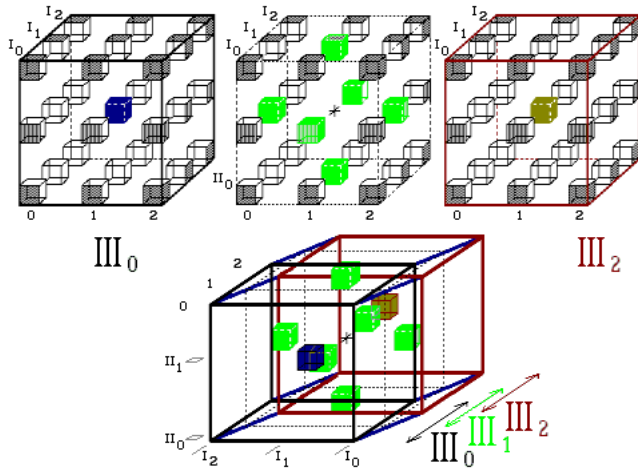 I₂ I₂ I₂
I₁ I₁ I₁
I₀ I₀ I₀
II₀
0 1 2 0 1 2 0 1 2
III₀ III₂
2
1
0
II₁
II₀
I₂ I₁ I₀
III₀ III₁ III₂